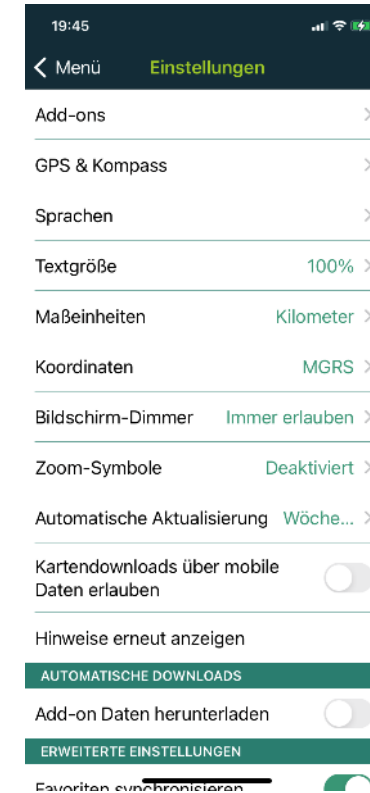 19:45
Menü Einstellungen
Add-ons
GPS & Kompass
Sprachen
Textgröße 100%
Maßeinheiten Kilometer
Koordinaten MGRS
Bildschirm-Dimmer Immer erlauben
Zoom-Symbole Deaktiviert
Automatische Aktualisierung Wöche...
Kartendownloads über mobile
Daten erlauben
Hinweise erneut anzeigen
AUTOMATISCHE DOWNLOADS
Add-on Daten herunterladen
ERWEITERTE EINSTELLUNGEN
Favoriten synchronisieren